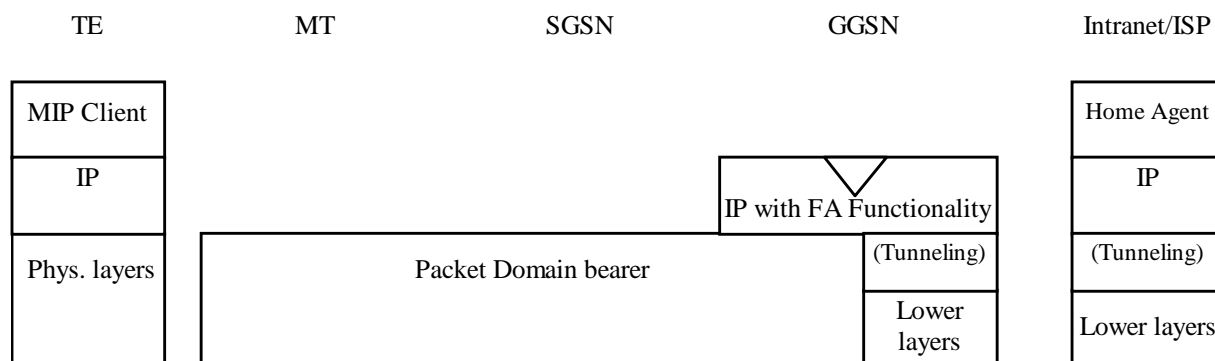 TE
MT
SGSN
GGSN
Intranet/ISP
MIP Client
Home Agent
IP
IP with FA Functionality
IP
Phys. layers
Packet Domain bearer
(Tunneling)
(Tunneling)
Lower
layers
Lower layers